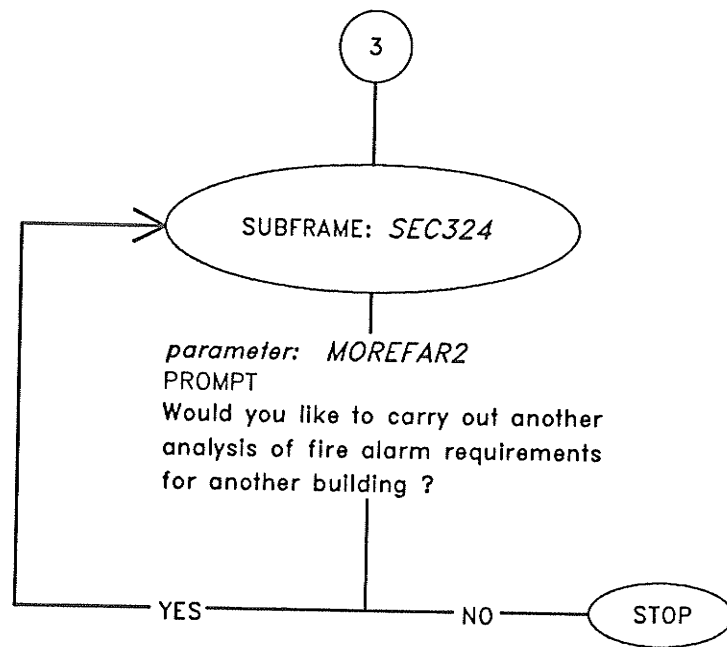 3
SUBFRAME: SEC324
parameter: MOREFAR2
PROMPT
Would you like to carry out another
analysis of fire alarm requirements
for another building ?
YES
NO
STOP